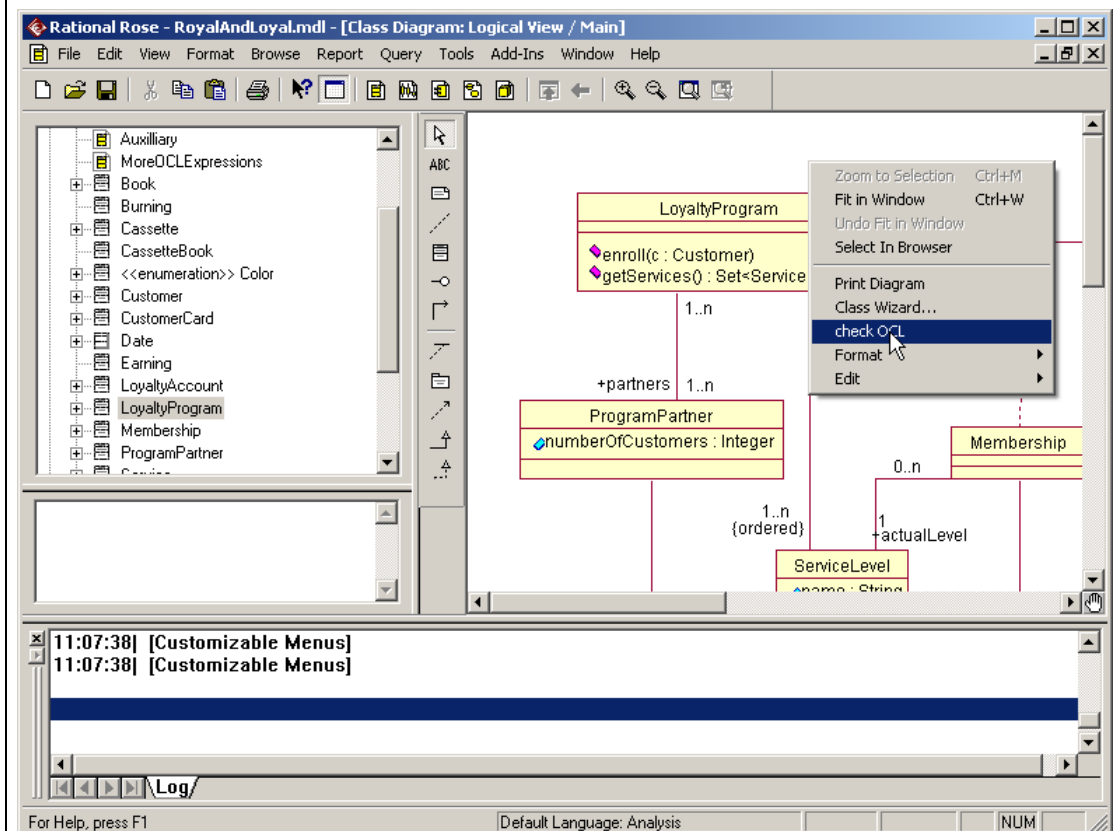 Rational Rose - RoyalAndLoyal.mdl - [Class Diagram: Logical View / Main]
File Edit View Format Browse Report Query Tools Add-Ins Window Help
Auxilliary
MoreOCLExpressions
Book
Burning
Cassette
CassetteBook
<<enumeration>> Color
Customer
CustomerCard
Date
Earning
LoyaltyAccount
LoyaltyProgram
Membership
ProgramPartner
Service
ABC
LoyaltyProgram
enroll(c : Customer)
getServices() : Set<Service
1..n
+partners 1..n
ProgramPartner
numberOfCustomers : Integer
Zoom to Selection Ctrl+M
Fit in Window Ctrl+W
Undo Fit in Window
Select In Browser
Print Diagram
Class Wizard...
check OCL
Format
Edit
Membership
0..n
1..n
{ordered}
1
+actualLevel
ServiceLevel
name : String
11:07:38| [Customizable Menus]
11:07:38| [Customizable Menus]
Log
For Help, press F1
Default Language: Analysis
NUM